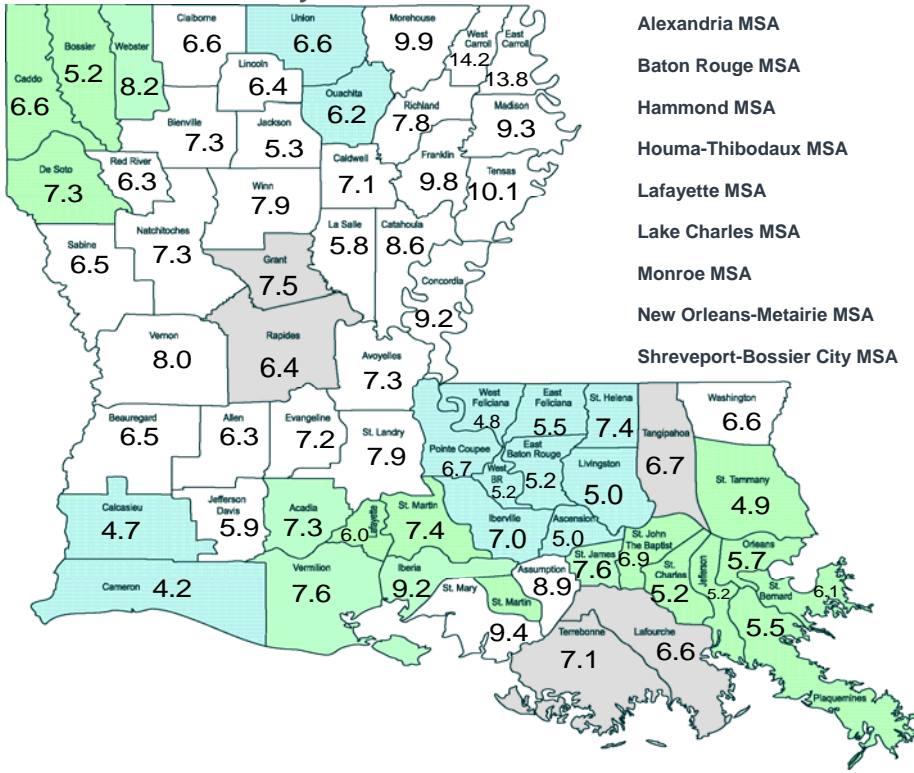 Claiborne
6.6
Union
6.6
Morehouse
9.9
West
Carroll
14.2
East
Carroll
13.8
Caddo
6.6
Bossier
5.2
Webster
8.2
Lincoln
6.4
Ouachita
6.2
Richland
7.8
Madison
9.3
Bienville
7.3
Jackson
5.3
Caldwell
7.1
Franklin
9.8
Tensas
10.1
De Soto
7.3
Red River
6.3
Winn
7.9
Natchitoches
7.3
Sabine
6.5
La Salle
5.8
Catahoula
8.6
Grant
7.5
Concordia
9.2
Vernon
8.0
Rapides
6.4
Avoyelles
7.3
Beauregard
6.5
Allen
6.3
Evangeline
7.2
St. Landry
7.9
West
Feliciana
4.8
East
Feliciana
5.5
St. Helena
7.4
Tangipahoa
6.7
Washington
6.6
Pointe Coupee
6.7
West
BR
5.2
East
Baton Rouge
5.2
Livingston
5.0
St. Tammany
4.9
Calcasieu
4.7
Jefferson
Davis
5.9
Acadia
7.3
Lafayette
6.0
St. Martin
7.4
Iberville
7.0
Ascension
5.0
St. James
7.6
St. John
The Baptist
6.9
St.
Charles
5.2
Jefferson
5.2
Orleans
5.7
St.
Bernard
6.1
Cameron
4.2
Vermilion
7.6
Iberia
9.2
St. Mary
9.4
St. Martin
Assumption
8.9
Terrebonne
7.1
Lafourche
6.6
5.5
Plaquemines
Alexandria MSA
Baton Rouge MSA
Hammond MSA
Houma-Thibodaux MSA
Lafayette MSA
Lake Charles MSA
Monroe MSA
New Orleans-Metairie MSA
Shreveport-Bossier City MSA